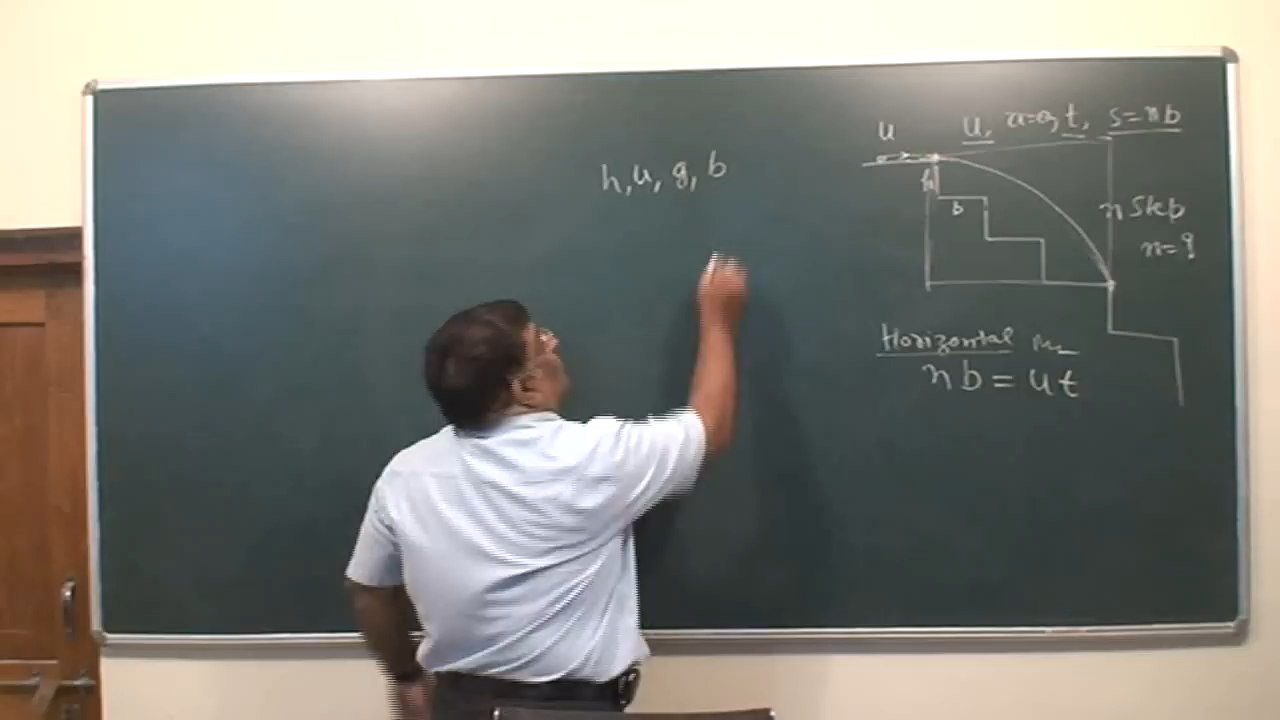 h, u, g, b
u
u, a=0, t, s=nb
h
b
n Step
n=?
Horizontal
nb = ut